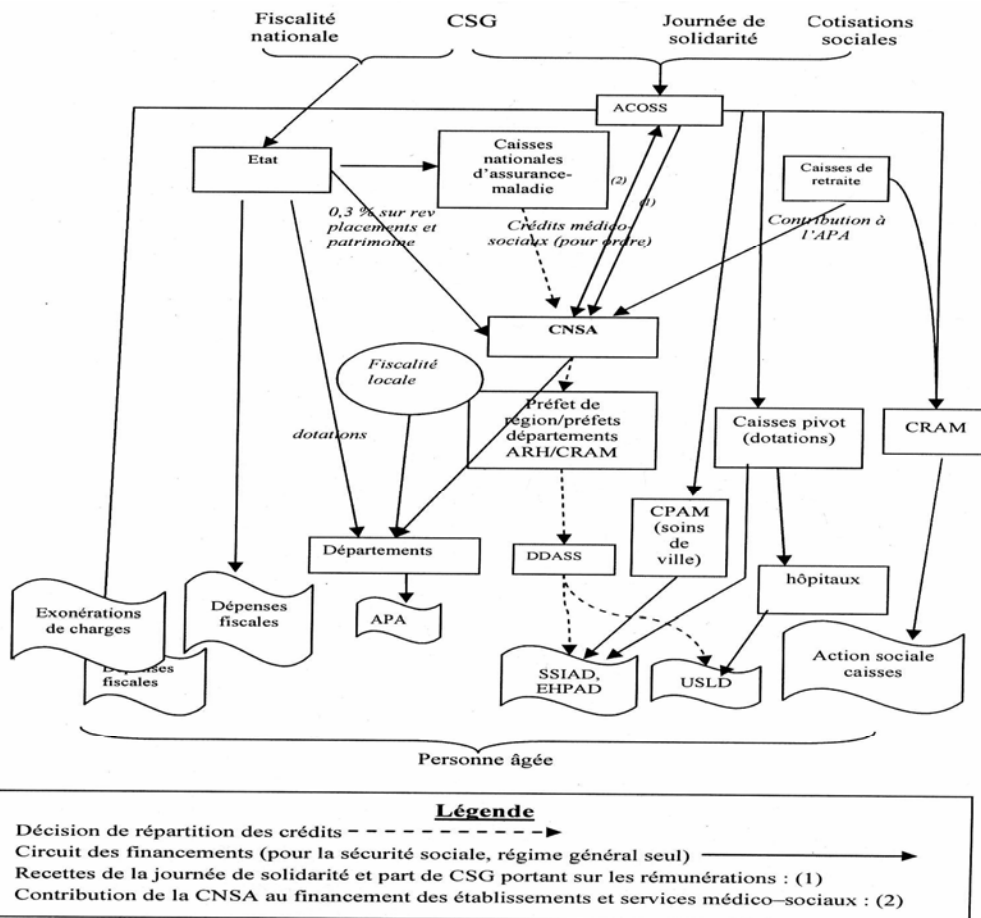 Fiscalité
nationale
CSG
Journée de
solidarité
Cotisations
sociales
ACOSS
Etat
Caisses
nationales
d'assurance-
maladie
Caisses de
retraite
(2)
(1)
0,3 % sur rev
placements et
patrimoine
Crédits médico-
sociaux (pour ordre)
Contribution à
l'APA
CNSA
Fiscalité
locale
dotations
Préfet de
région/préfets
départements
ARH/CRAM
Caisses pivot
(dotations)
CRAM
CPAM
(soins
de
ville)
Départements
DDASS
hôpitaux
Exonérations
de charges
Dépenses
fiscales
APA
Dépenses
fiscales
SSIAD,
EHPAD
USLD
Action sociale
caisses
Personne âgée
Légende
Décision de répartition des crédits
Circuit des financements (pour la sécurité sociale, régime général seul)
Recettes de la journée de solidarité et part de CSG portant sur les rémunérations : (1)
Contribution de la CNSA au financement des établissements et services médico–sociaux : (2)